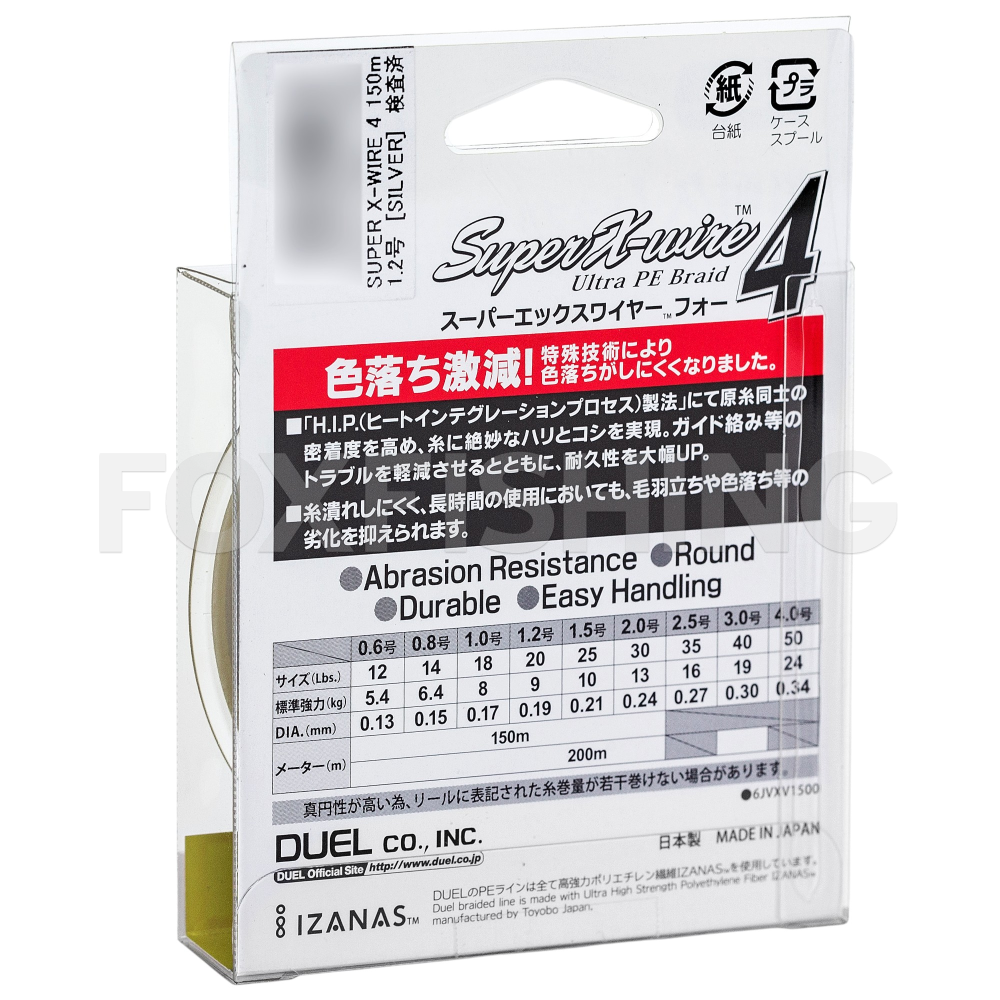 SUPER X-WIRE 4 150m
1.2号 [SILVER] 検査済
紙
台紙
プラ
ケース
スプール
Super X-wire™ 4
Ultra PE Braid
スーパーエックスワイヤー™フォー
色落ち激減! 特殊技術により
色落ちがしにくくなりました。
■「H.I.P.(ヒートインテグレーションプロセス)製法」にて原糸同士の
密着度を高め、糸に絶妙なハリとコシを実現。ガイド絡み等の
トラブルを軽減させるとともに、耐久性を大幅UP。
■糸潰れしにくく、長時間の使用においても、毛羽立ちや色落ち等の
劣化を抑えられます。
FOXFISHING
●Abrasion Resistance ●Round
●Durable ●Easy Handling
0.6号 0.8号 1.0号 1.2号 1.5号 2.0号 2.5号 3.0号 4.0号
サイズ(Lbs.) 12 14 18 20 25 30 35 40 50
標準強力(kg) 5.4 6.4 8 9 10 13 16 19 24
DIA.(mm) 0.13 0.15 0.17 0.19 0.21 0.24 0.27 0.30 0.34
メーター(m) 150m
200m
真円性が高い為、リールに表記された糸巻量が若干巻けない場合があります。
●6JVXV1500
DUEL CO., INC.
日本製 MADE IN JAPAN
DUEL Official Site http://www.duel.co.jp
DUELのPEラインは全て高強力ポリエチレン繊維IZANAS™を使用しています。
Duel braided line is made with Ultra High Strength Polyethylene Fiber IZANAS™
manufactured by Toyobo Japan.
IZANAS™